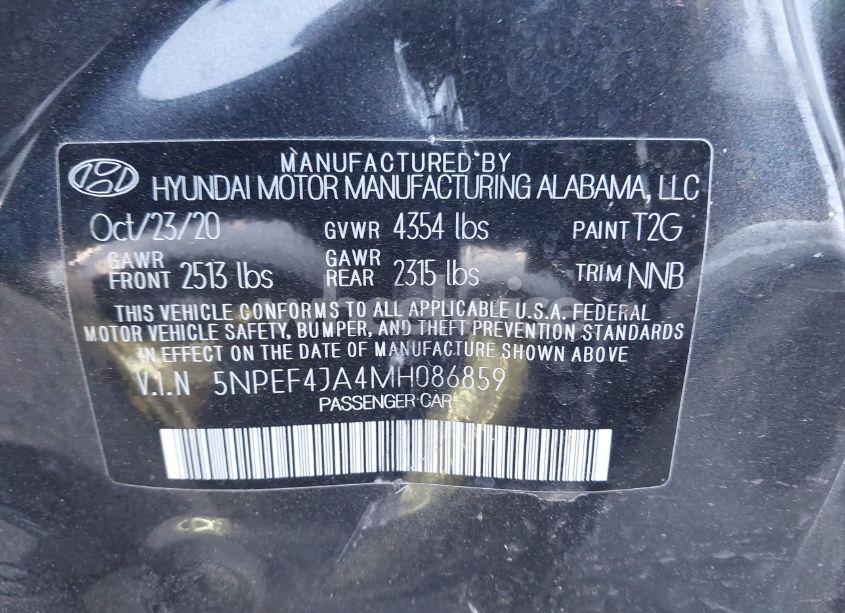 MANUFACTURED BY
HYUNDAI MOTOR MANUFACTURING ALABAMA, LLC
Oct/23/20 GVWR 4354 lbs PAINT T2G
GAWR FRONT 2513 lbs GAWR REAR 2315 lbs TRIM NNB
THIS VEHICLE CONFORMS TO ALL APPLICABLE U.S.A. FEDERAL
MOTOR VEHICLE SAFETY, BUMPER, AND THEFT PREVENTION STANDARDS
IN EFFECT ON THE DATE OF MANUFACTURE SHOWN ABOVE
V.I.N 5NPEF4JA4MH086859
PASSENGER CAR